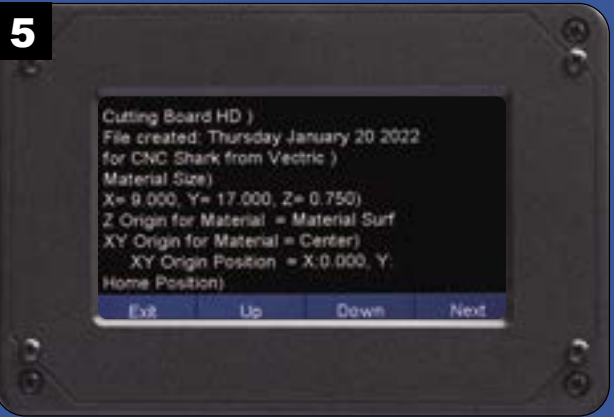 5
Cutting Board HD )
File created: Thursday January 20 2022
for CNC Shark from Vectric )
Material Size)
X= 9.000, Y= 17.000, Z= 0.750)
Z Origin for Material = Material Surf
XY Origin for Material = Center)
XY Origin Position = X:0.000, Y:
Home Position)
Exit Up Down Next